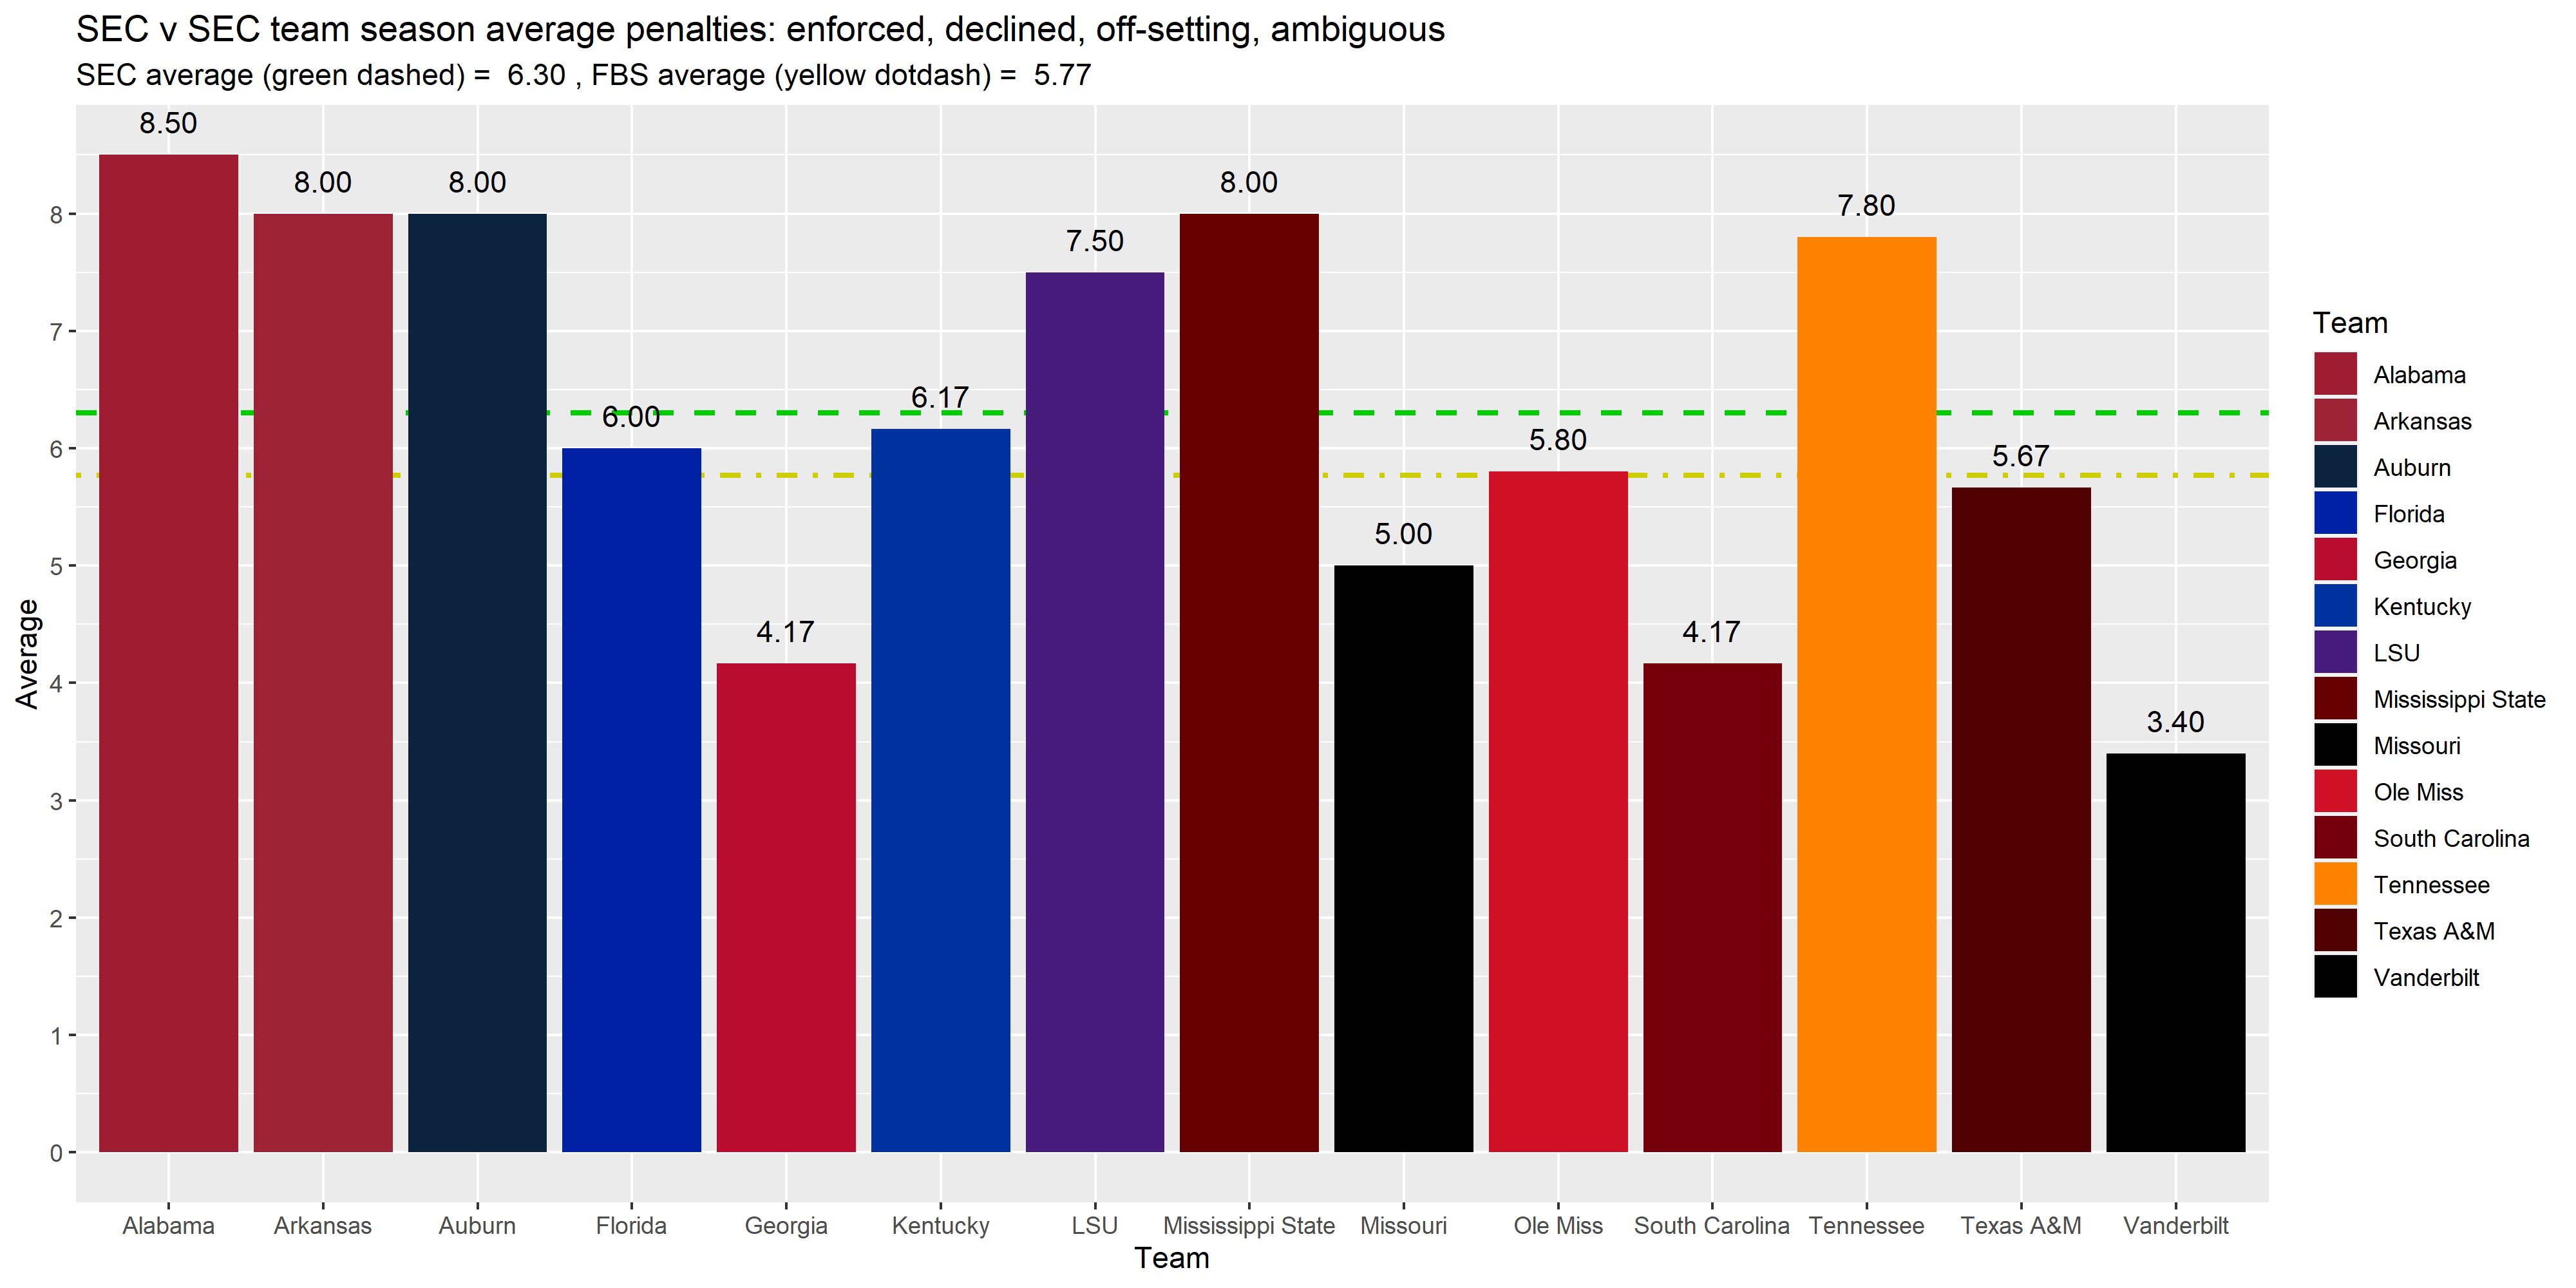 SEC v SEC team season average penalties: enforced, declined, off-setting, ambiguous
SEC average (green dashed) =  6.30 , FBS average (yellow dotdash) =  5.77
8.50
8.00
8.00
6.00
4.17
6.17
7.50
8.00
5.00
5.80
4.17
7.80
5.67
3.40
Average
8
7
6
5
4
3
2
1
0
Alabama
Arkansas
Auburn
Florida
Georgia
Kentucky
LSU
Mississippi State
Missouri
Ole Miss
South Carolina
Tennessee
Texas A&M
Vanderbilt
Team
Team
Alabama
Arkansas
Auburn
Florida
Georgia
Kentucky
LSU
Mississippi State
Missouri
Ole Miss
South Carolina
Tennessee
Texas A&M
Vanderbilt